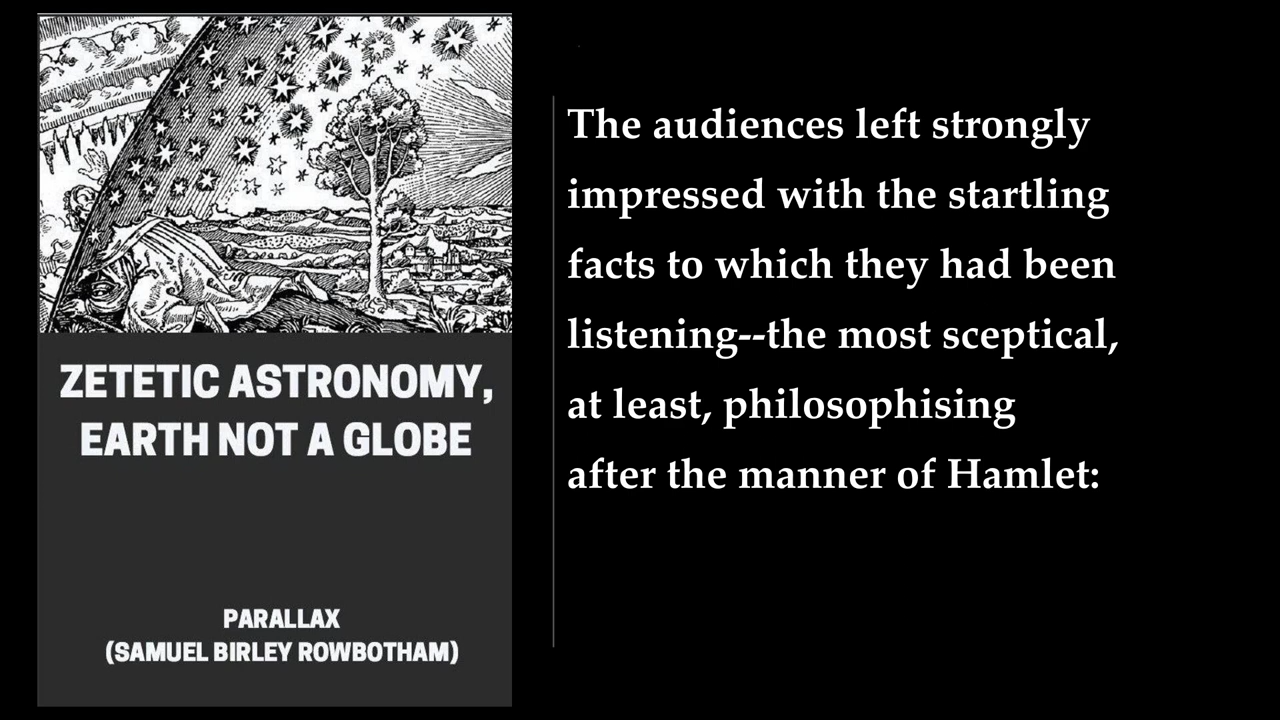 ZETETIC ASTRONOMY,
EARTH NOT A GLOBE
PARALLAX
(SAMUEL BIRLEY ROWBOTHAM)
The audiences left strongly
impressed with the startling
facts to which they had been
listening--the most sceptical,
at least, philosophising
after the manner of Hamlet: